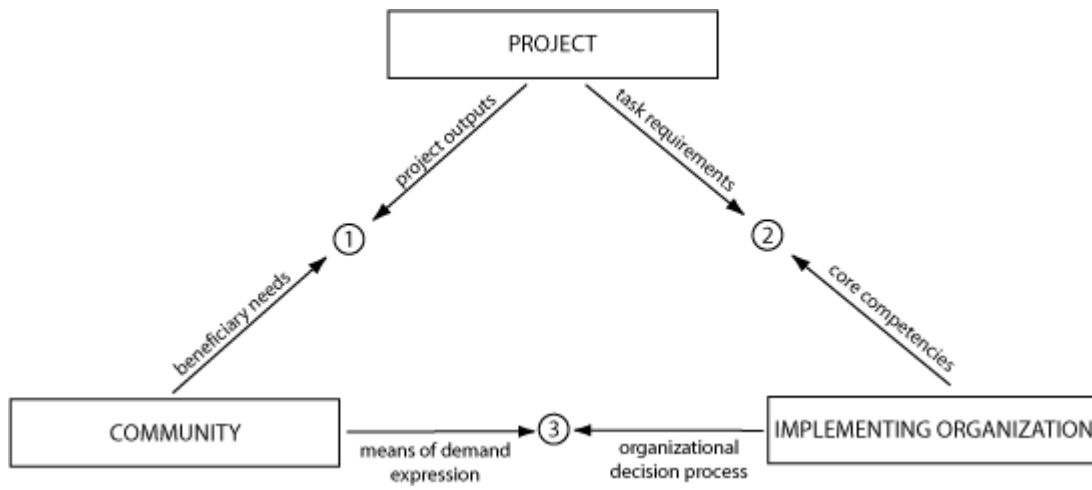 PROJECT
project outputs
task requirements
1
2
beneficiary needs
core competencies
COMMUNITY
3
IMPLEMENTING ORGANIZATION
means of demand
expression
organizational
decision process